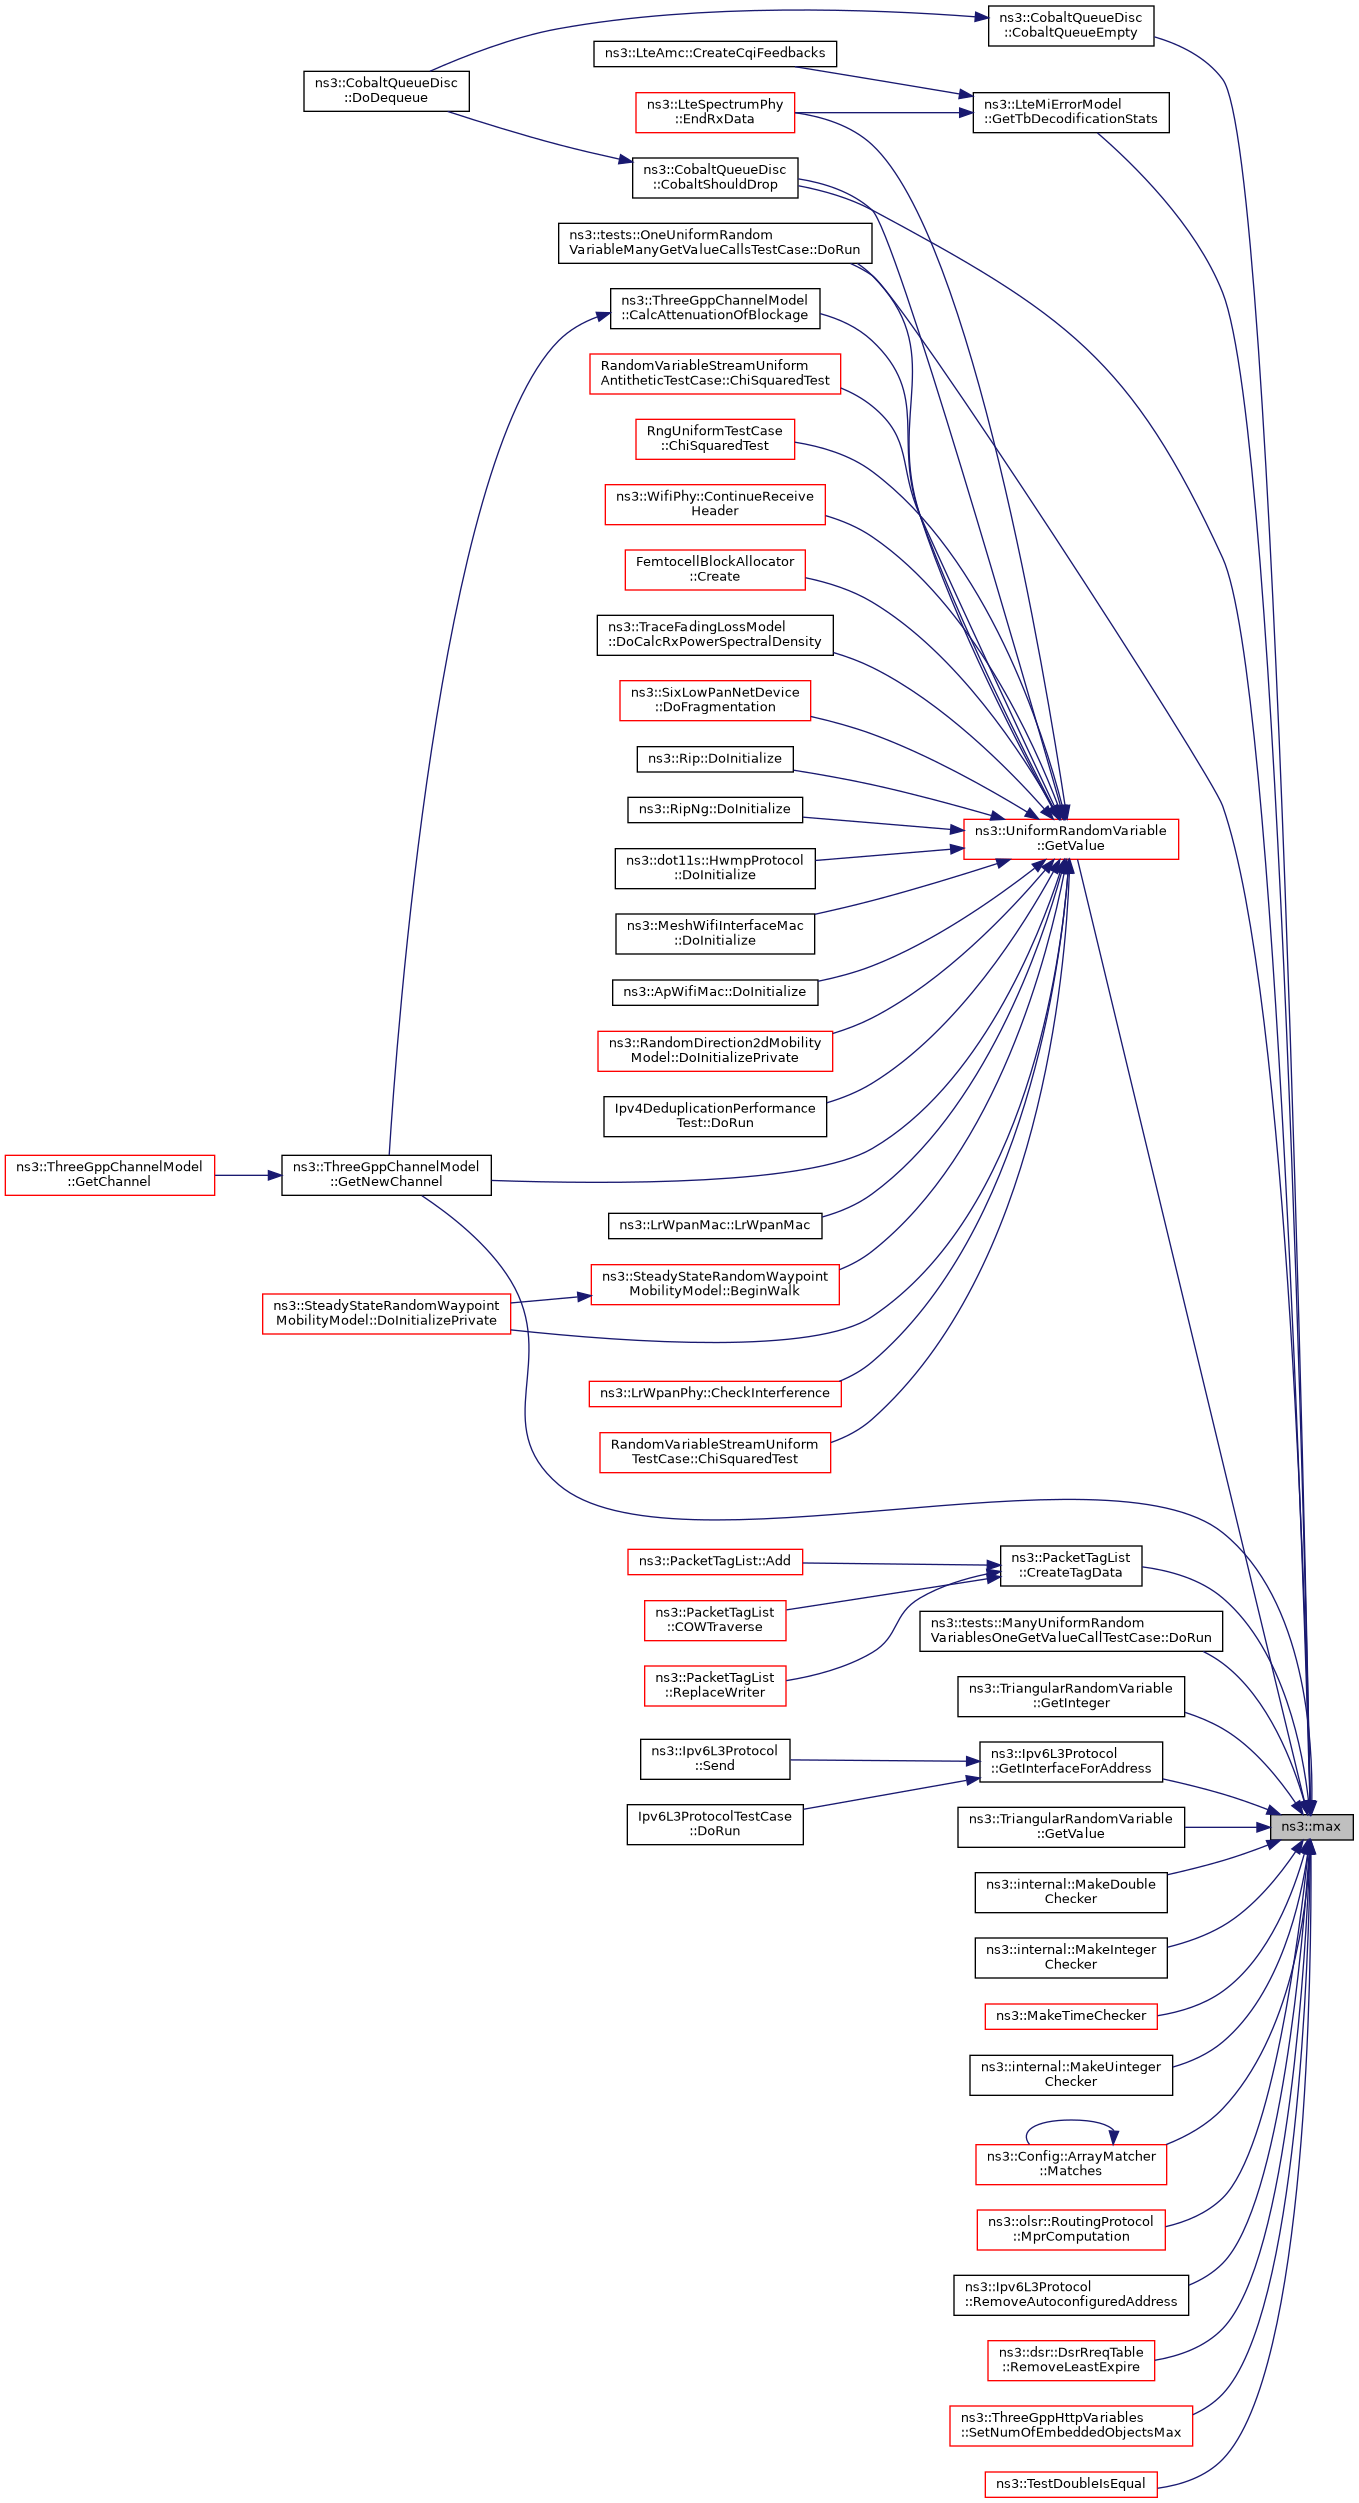 ns3::CobaltQueueDisc
::CobaltQueueEmpty
ns3::LteAmc::CreateCqiFeedbacks
ns3::CobaltQueueDisc
::DoDequeue
ns3::LteSpectrumPhy
::EndRxData
ns3::LteMiErrorModel
::GetTbDecodificationStats
ns3::CobaltQueueDisc
::CobaltShouldDrop
ns3::tests::OneUniformRandom
VariableManyGetValueCallsTestCase::DoRun
ns3::ThreeGppChannelModel
::CalcAttenuationOfBlockage
RandomVariableStreamUniform
AntitheticTestCase::ChiSquaredTest
RngUniformTestCase
::ChiSquaredTest
ns3::WifiPhy::ContinueReceive
Header
FemtocellBlockAllocator
::Create
ns3::TraceFadingLossModel
::DoCalcRxPowerSpectralDensity
ns3::SixLowPanNetDevice
::DoFragmentation
ns3::Rip::DoInitialize
ns3::RipNg::DoInitialize
ns3::UniformRandomVariable
::GetValue
ns3::dot11s::HwmpProtocol
::DoInitialize
ns3::MeshWifiInterfaceMac
::DoInitialize
ns3::ApWifiMac::DoInitialize
ns3::RandomDirection2dMobility
Model::DoInitializePrivate
Ipv4DeduplicationPerformance
Test::DoRun
ns3::ThreeGppChannelModel
::GetChannel
ns3::ThreeGppChannelModel
::GetNewChannel
ns3::LrWpanMac::LrWpanMac
ns3::SteadyStateRandomWaypoint
MobilityModel::BeginWalk
ns3::SteadyStateRandomWaypoint
MobilityModel::DoInitializePrivate
ns3::LrWpanPhy::CheckInterference
RandomVariableStreamUniform
TestCase::ChiSquaredTest
ns3::PacketTagList::Add
ns3::PacketTagList
::CreateTagData
ns3::PacketTagList
::COWTraverse
ns3::tests::ManyUniformRandom
VariablesOneGetValueCallTestCase::DoRun
ns3::PacketTagList
::ReplaceWriter
ns3::TriangularRandomVariable
::GetInteger
ns3::Ipv6L3Protocol
::Send
ns3::Ipv6L3Protocol
::GetInterfaceForAddress
Ipv6L3ProtocolTestCase
::DoRun
ns3::TriangularRandomVariable
::GetValue
ns3::max
ns3::internal::MakeDouble
Checker
ns3::internal::MakeInteger
Checker
ns3::MakeTimeChecker
ns3::internal::MakeUinteger
Checker
ns3::Config::ArrayMatcher
::Matches
ns3::olsr::RoutingProtocol
::MprComputation
ns3::Ipv6L3Protocol
::RemoveAutoconfiguredAddress
ns3::dsr::DsrRreqTable
::RemoveLeastExpire
ns3::ThreeGppHttpVariables
::SetNumOfEmbeddedObjectsMax
ns3::TestDoubleIsEqual